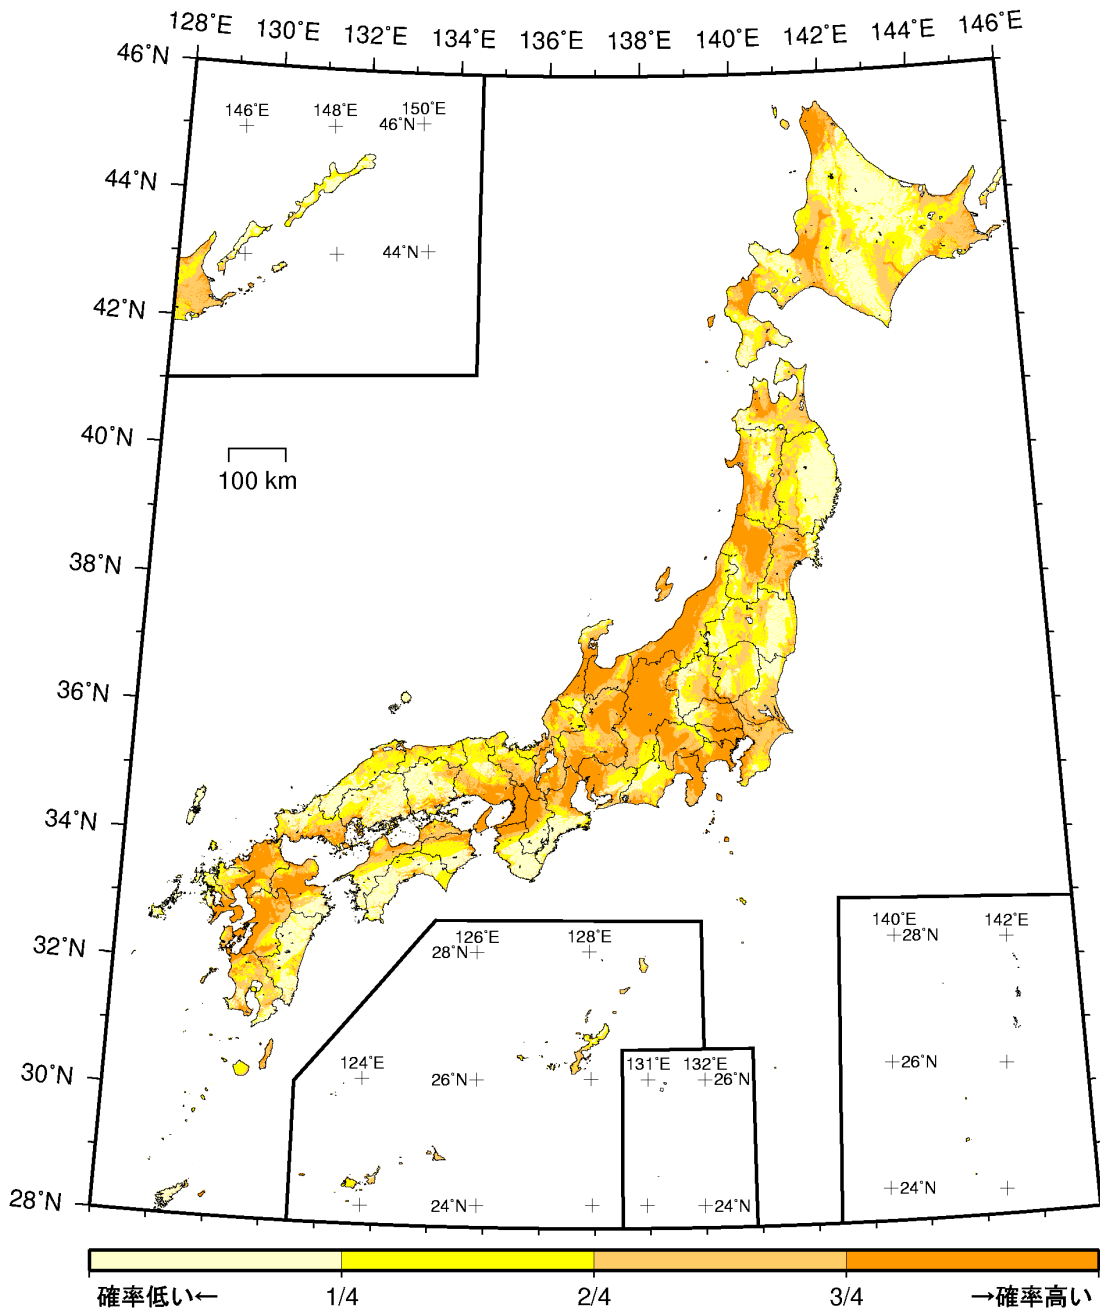 128°E 130°E 132°E 134°E 136°E 138°E 140°E 142°E 144°E 146°E
46°N
146°E 148°E 150°E
46°N
44°N
44°N
42°N
40°N
100 km
38°N
36°N
34°N
32°N
126°E 128°E
28°N
140°E 142°E
28°N
30°N
124°E
26°N
131°E 132°E
26°N
26°N
28°N
24°N
24°N
24°N
確率低い← 1/4 2/4 3/4 →確率高い